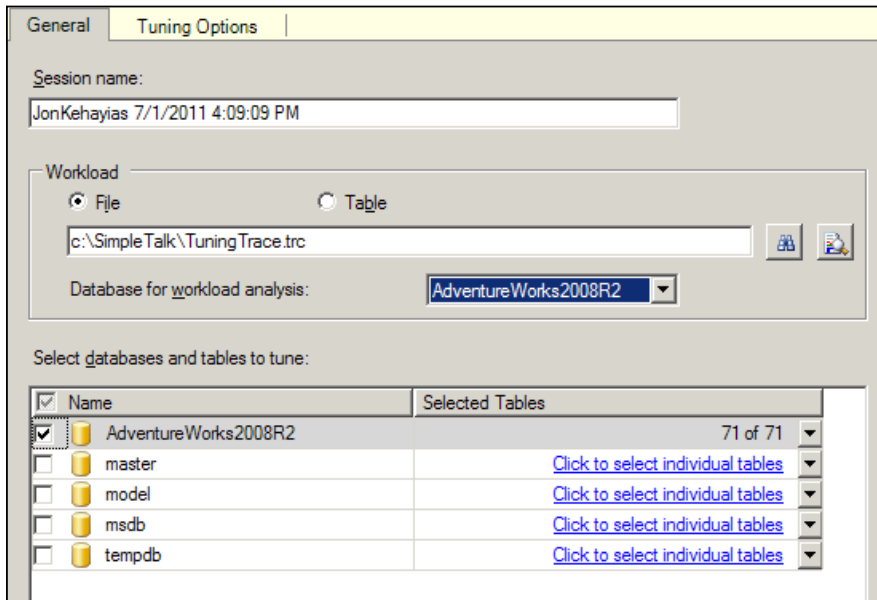 General Tuning Options
Session name:
JonKehayias 7/1/2011 4:09:09 PM
Workload
File Table
c:\SimpleTalk\TuningTrace.trc
Database for workload analysis: AdventureWorks2008R2
Select databases and tables to tune:
Name Selected Tables
AdventureWorks2008R2 71 of 71
master Click to select individual tables
model Click to select individual tables
msdb Click to select individual tables
tempdb Click to select individual tables